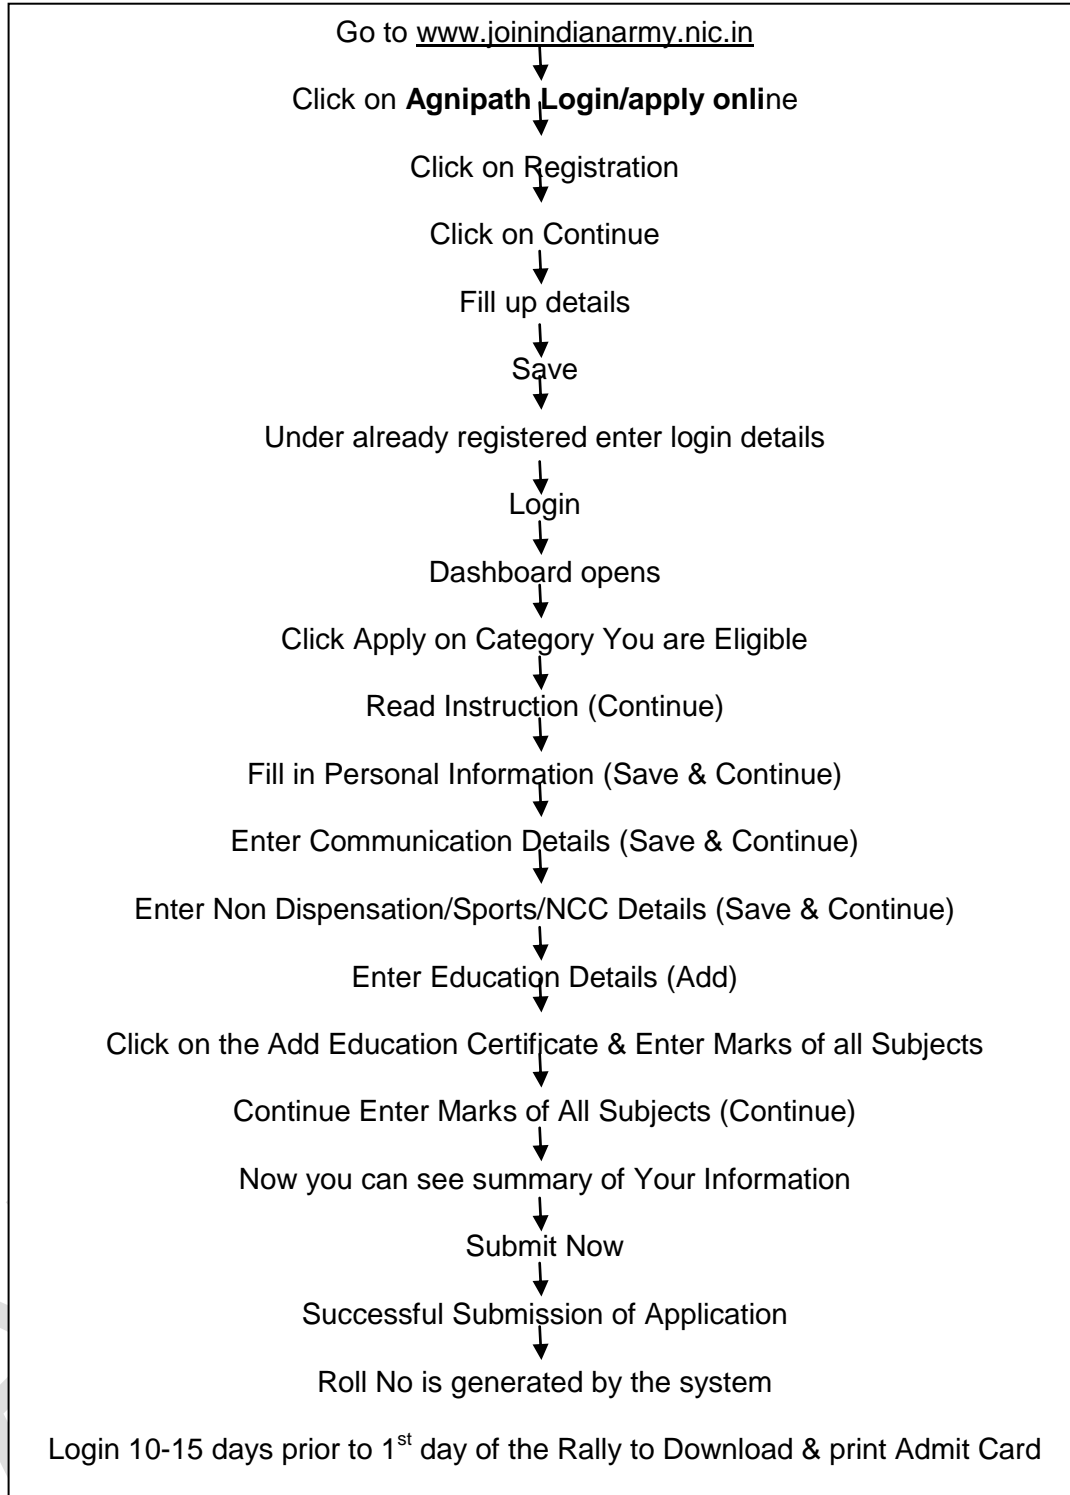 Go to www.joinindianarmy.nic.in
Click on Agnipath Login/apply online
Click on Registration
Click on Continue
Fill up details
Save
Under already registered enter login details
Login
Dashboard opens
Click Apply on Category You are Eligible
Read Instruction (Continue)
Fill in Personal Information (Save & Continue)
Enter Communication Details (Save & Continue)
Enter Non Dispensation/Sports/NCC Details (Save & Continue)
Enter Education Details (Add)
Click on the Add Education Certificate & Enter Marks of all Subjects
Continue Enter Marks of All Subjects (Continue)
Now you can see summary of Your Information
Submit Now
Successful Submission of Application
Roll No is generated by the system
Login 10-15 days prior to 1st day of the Rally to Download & print Admit Card